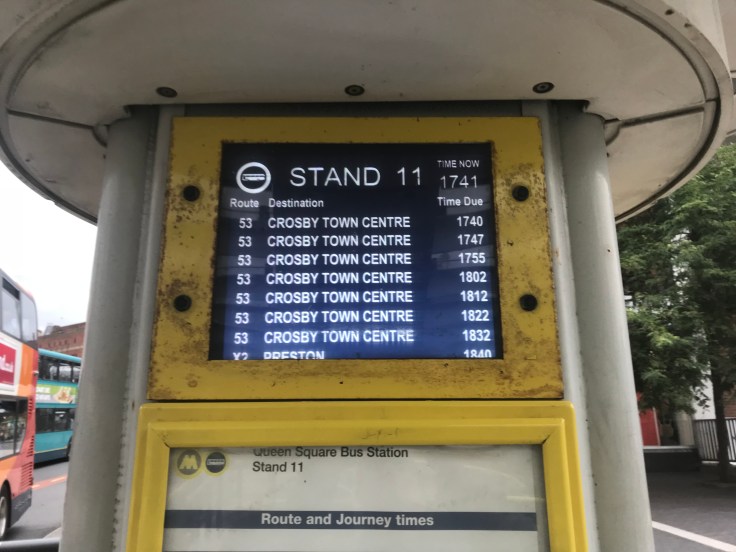 STAND 11 TIME NOW 1741
Route Destination Time Due
53 CROSBY TOWN CENTRE 1740
53 CROSBY TOWN CENTRE 1747
53 CROSBY TOWN CENTRE 1755
53 CROSBY TOWN CENTRE 1802
53 CROSBY TOWN CENTRE 1812
53 CROSBY TOWN CENTRE 1822
53 CROSBY TOWN CENTRE 1832
X2 PRESTON 1840
M Queen Square Bus Station
Stand 11
Route and Journey times